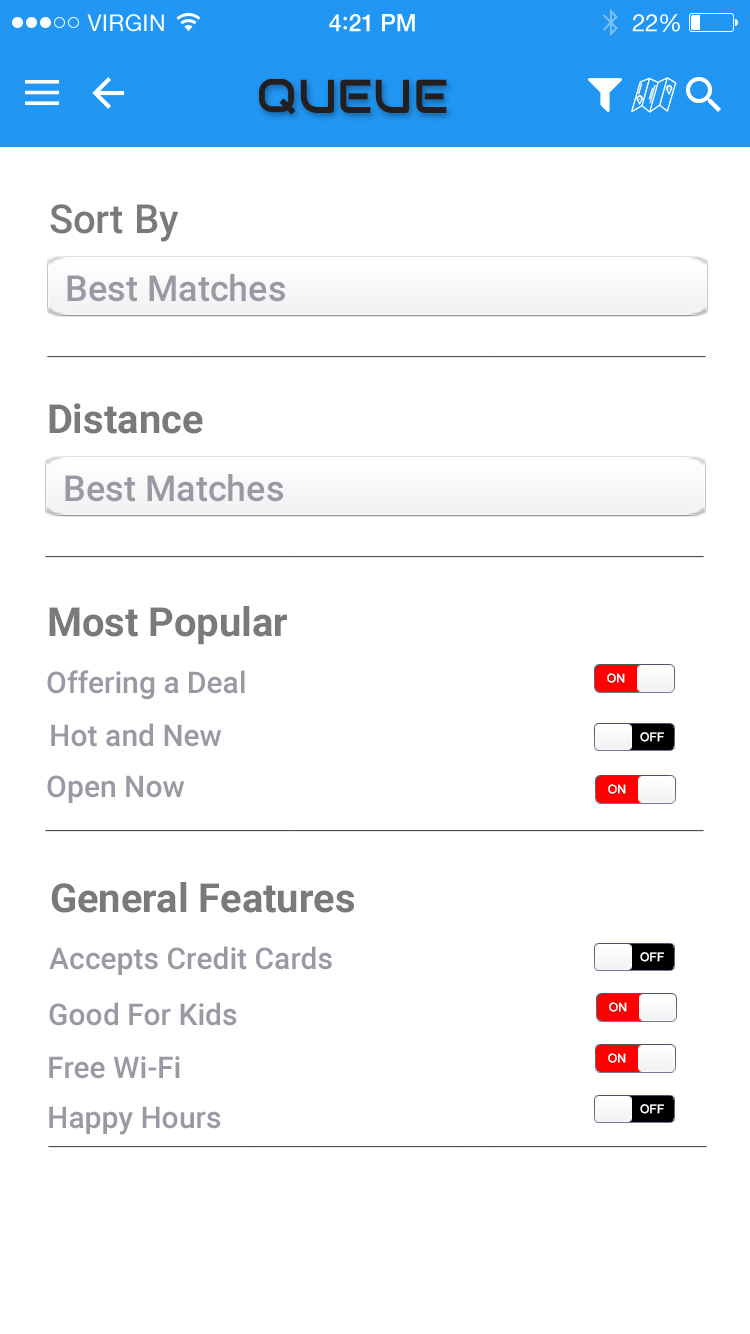 VIRGIN 4:21 PM 22%
QUEUE
Sort By
Best Matches
Distance
Best Matches
Most Popular
Offering a Deal ON
Hot and New OFF
Open Now ON
General Features
Accepts Credit Cards OFF
Good For Kids ON
Free Wi-Fi ON
Happy Hours OFF